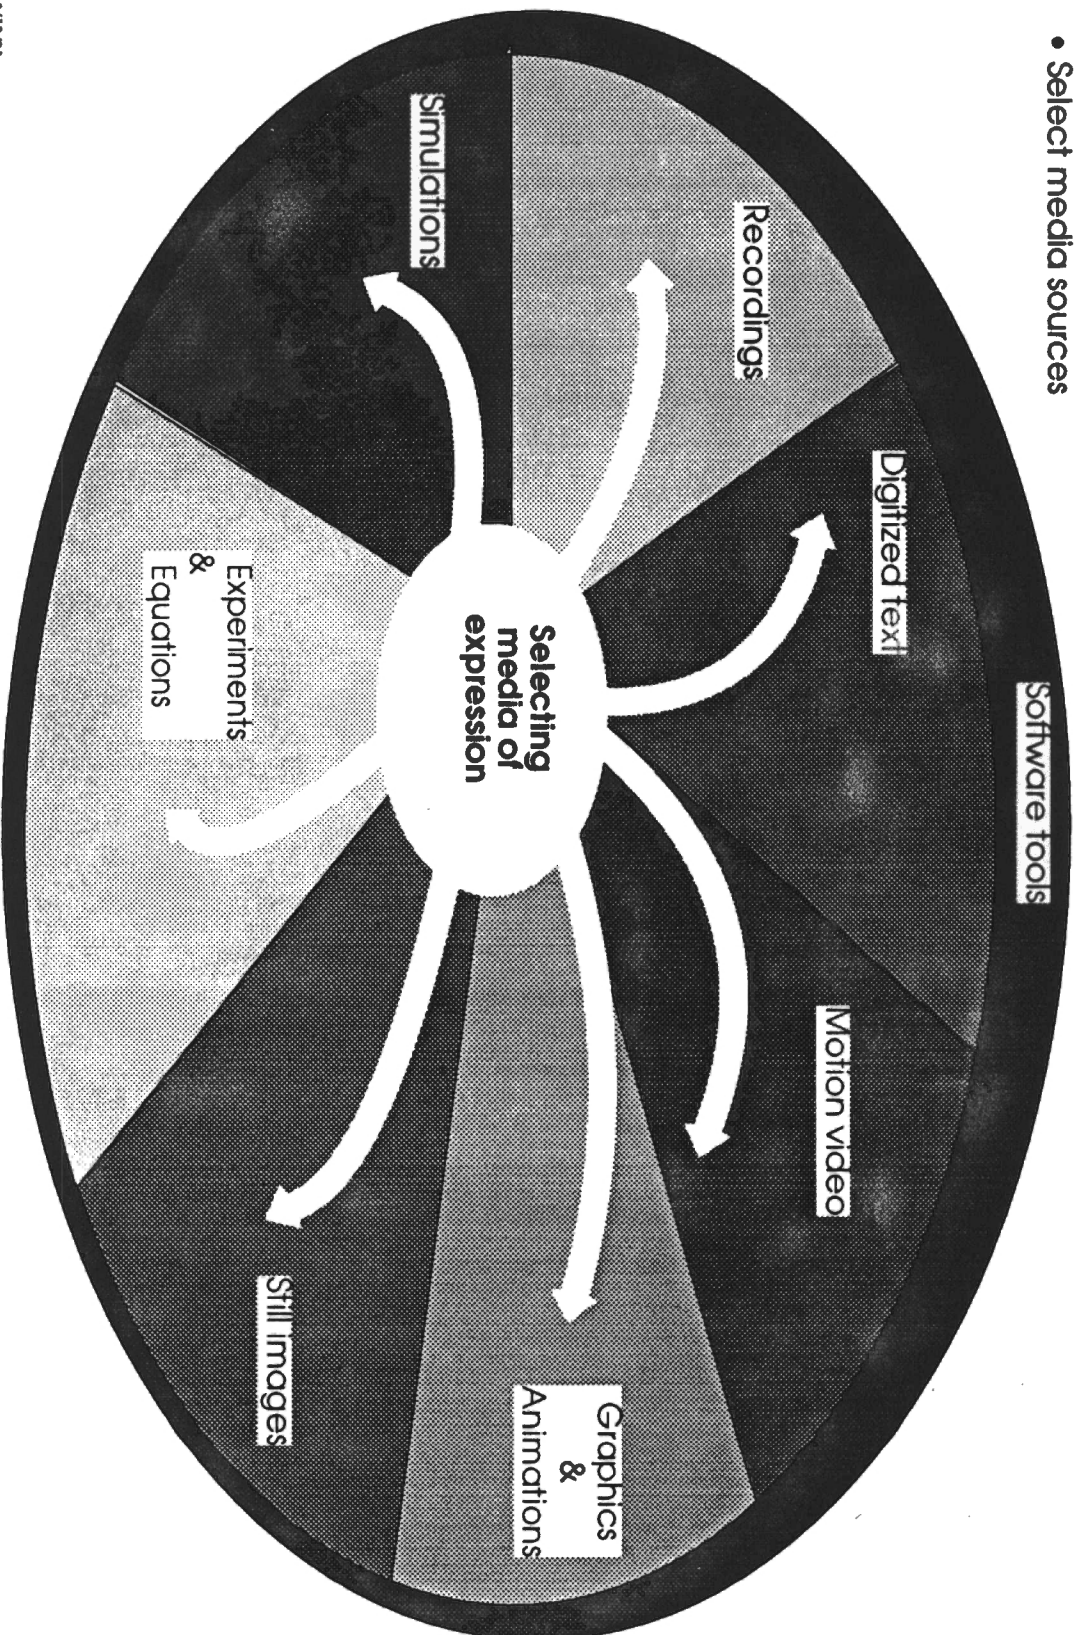 • Select media sources
Software tools
Digitized text
Motion video
Recordings
Graphics
&
Animations
Selecting
media of
expression
Simulations
Still images
Experiments
&
Equations